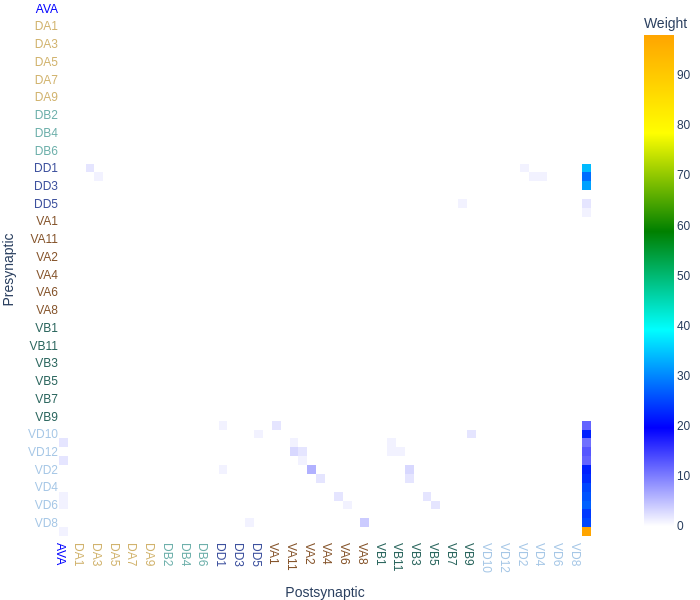 Weight
AVA
DA1
DA3
DA5
DA7
DA9
DB2
DB4
DB6
DD1
DD3
DD5
VA1
VA11
VA2
VA4
VA6
VA8
VB1
VB11
VB3
VB5
VB7
VB9
VD10
VD12
VD2
VD4
VD6
VD8
Presynaptic
90
80
70
60
50
40
30
20
10
0
AVA DA1 DA3 DA5 DA7 DA9 DB2 DB4 DB6 DD1 DD3 DD5 VA1 VA11 VA2 VA4 VA6 VA8 VB1 VB11 VB3 VB5 VB7 VB9 VD10 VD12 VD2 VD4 VD6 VD8
Postsynaptic